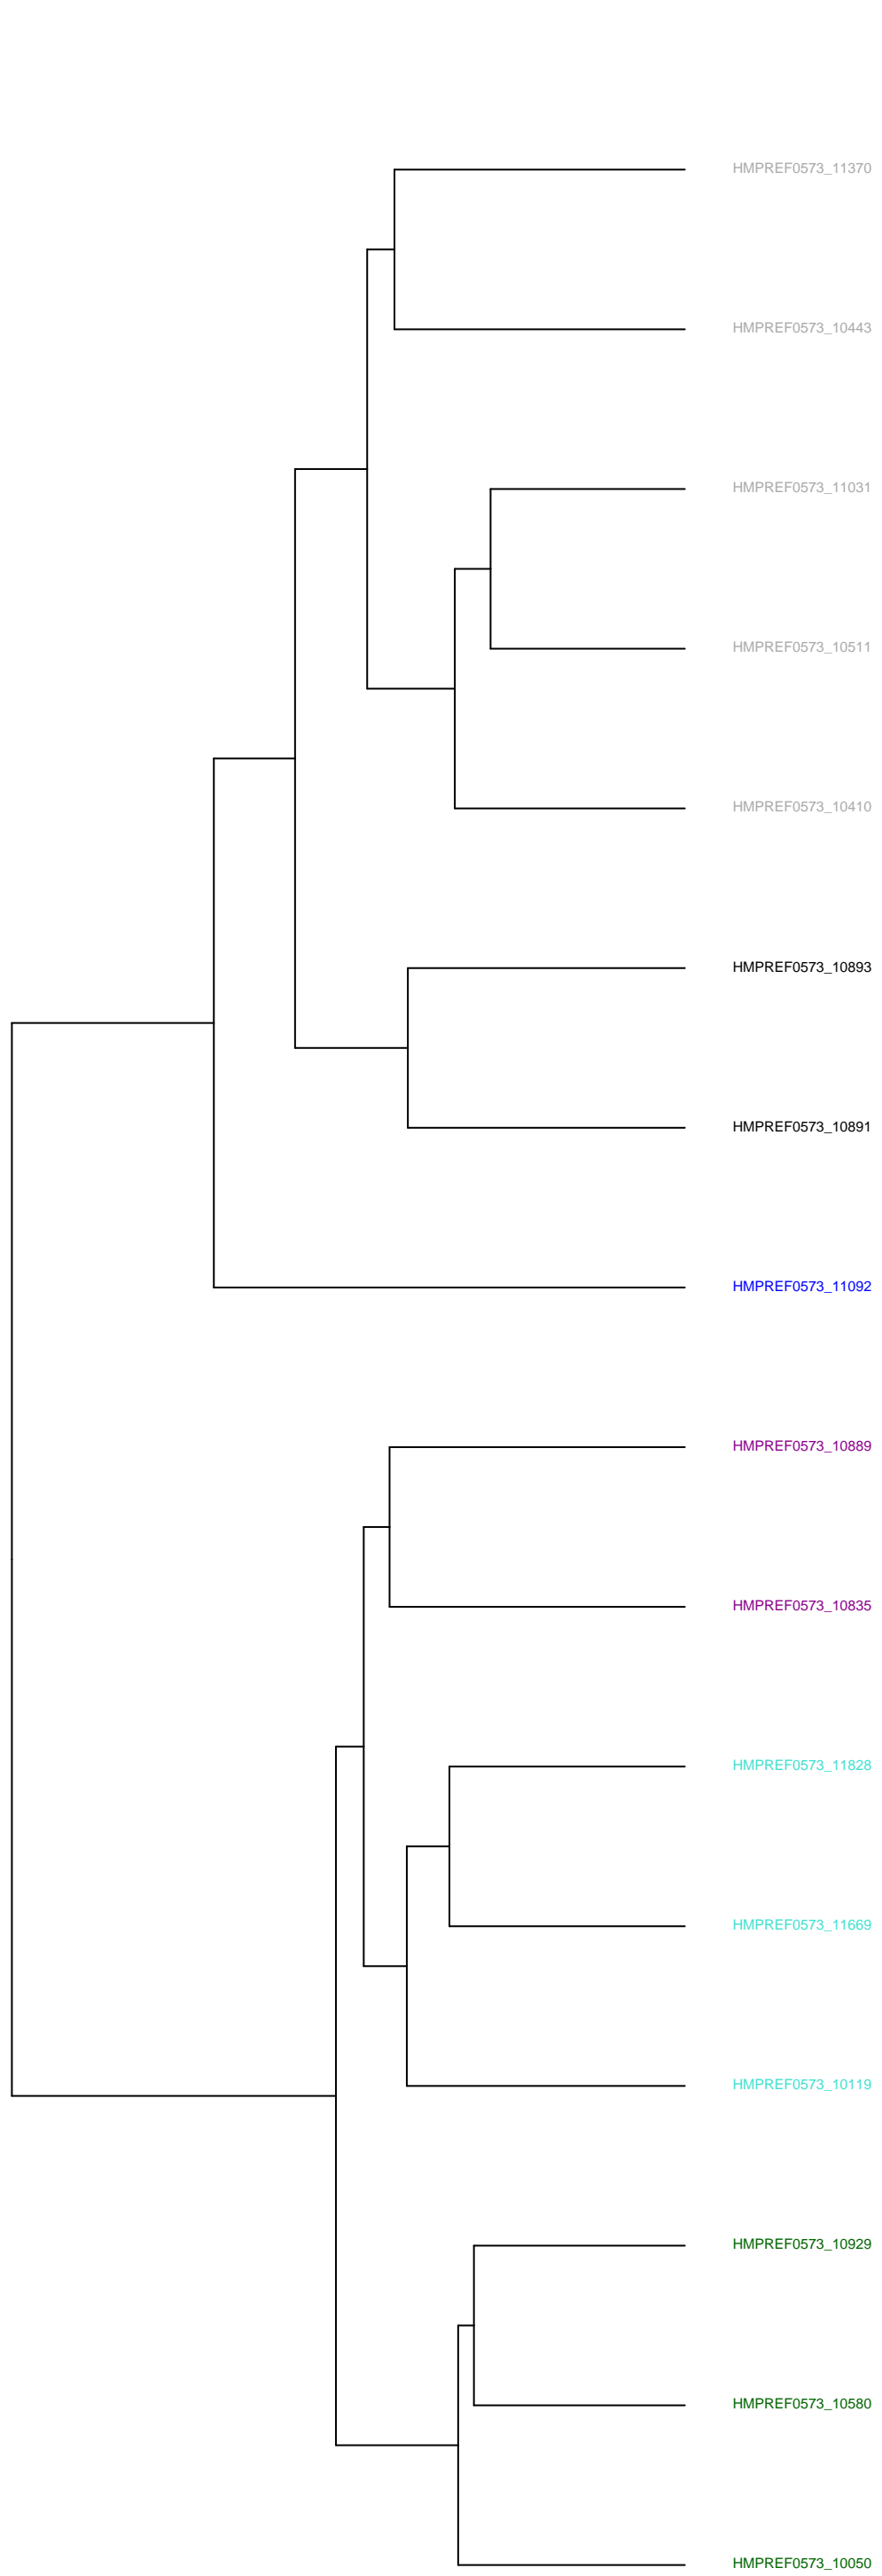 HMPREF0573_11370
HMPREF0573_10443
HMPREF0573_11031
HMPREF0573_10511
HMPREF0573_10410
HMPREF0573_10893
HMPREF0573_10891
HMPREF0573_11092
HMPREF0573_10889
HMPREF0573_10835
HMPREF0573_11828
HMPREF0573_11669
HMPREF0573_10119
HMPREF0573_10929
HMPREF0573_10580
HMPREF0573_10050